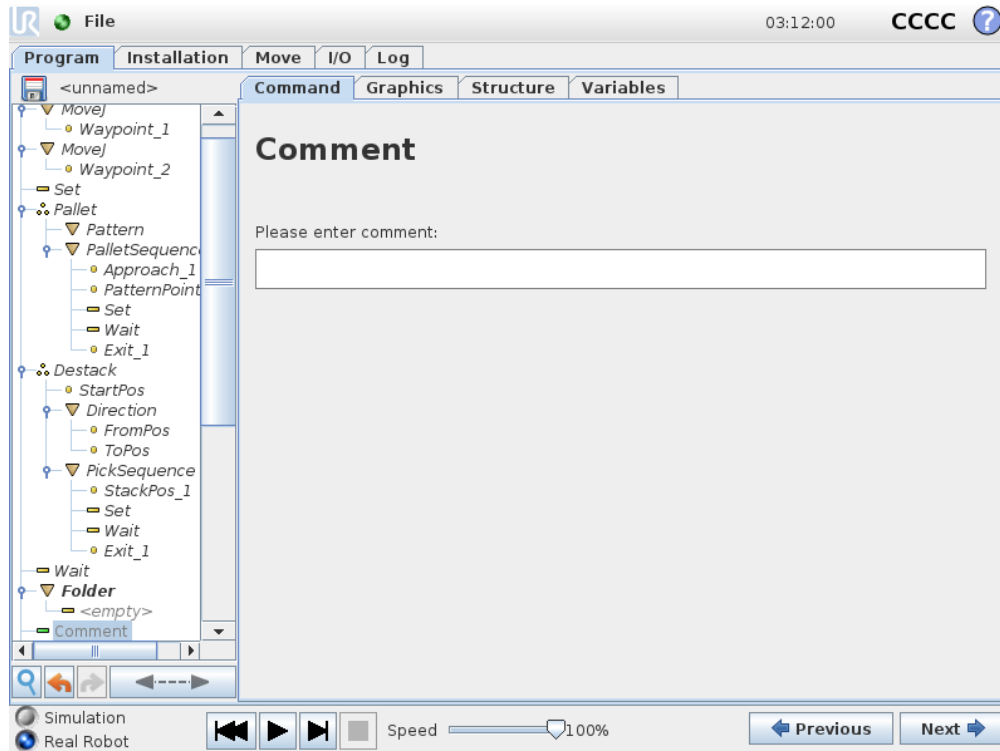 UR File 03:12:00 CCCC ?
Program Installation Move I/O Log
<unnamed> Command Graphics Structure Variables
MoveJ
Waypoint_1
MoveJ
Waypoint_2
Set
Pallet
Pattern
PalletSequenc
Approach_1
PatternPoint
Set
Wait
Exit_1
Destack
StartPos
Direction
FromPos
ToPos
PickSequence
StackPos_1
Set
Wait
Exit_1
Wait
Folder
<empty>
Comment
Comment
Please enter comment:
Simulation
Real Robot
Speed 100%
Previous Next